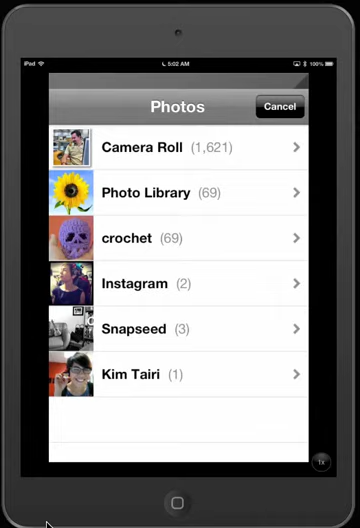 iPad 5:02 AM 100%
Photos Cancel
Camera Roll (1,621)
Photo Library (69)
crochet (69)
Instagram (2)
Snapseed (3)
Kim Tairi (1)
1x